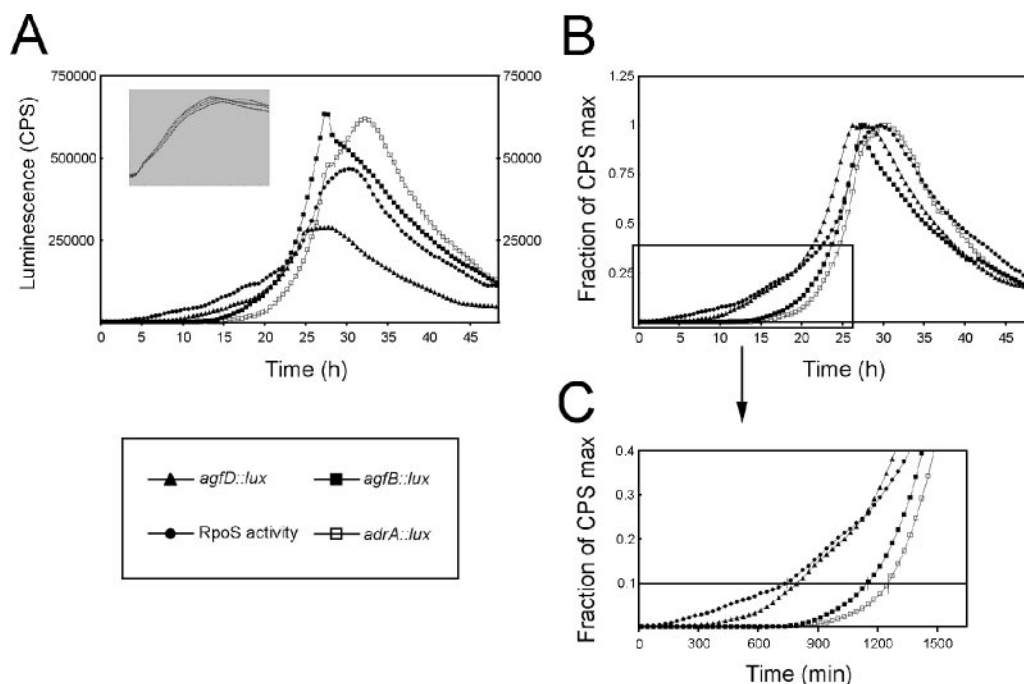 A
B
750000
500000
250000
75000
50000
25000
0
Luminescence (CPS)
0 5 10 15 20 25 30 35 40 45
Time (h)
1.25
1
0.75
0.5
0.25
Fraction of CPS max
0 5 10 15 20 25 30 35 40 45
Time (h)
C
0.4
0.3
0.2
0.1
Fraction of CPS max
0 300 600 900 1200 1500
Time (min)
agfD::lux
agfB::lux
RpoS activity
adrA::lux